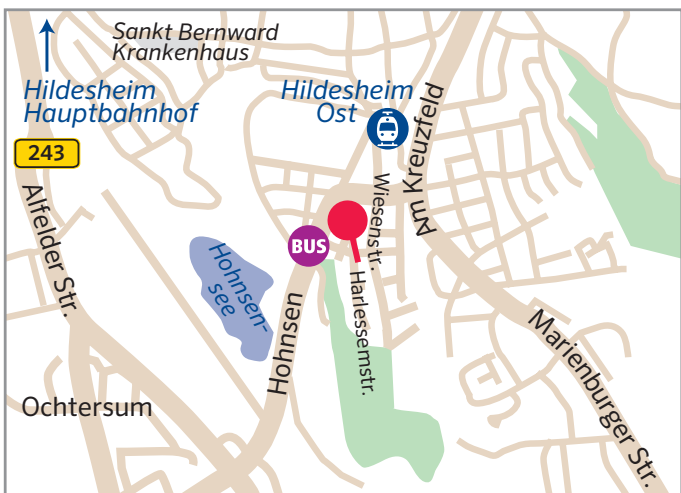 Sankt Bernward
Krankenhaus
Hildesheim
Hauptbahnhof
Hildesheim
Ost
243
Am Kreuzfeld
Wiesenstr.
Alfelder Str.
BUS
Hohnsen-
see
Hohnsen
Harlessemstr.
Marienburger Str.
Ochtersum